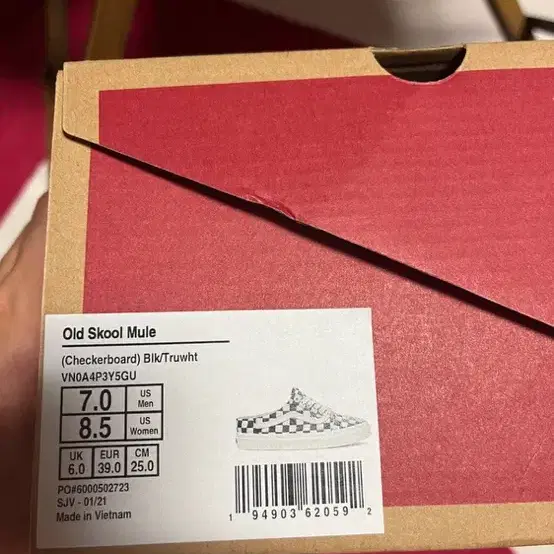 Old Skool Mule
(Checkerboard) Blk/Truwht
VN0A4P3Y5GU
7.0 US Men
8.5 US Women
UK 6.0 EUR 39.0 CM 25.0
PO#6000502723
SJV - 01/21
Made in Vietnam
1 94903 62059 2